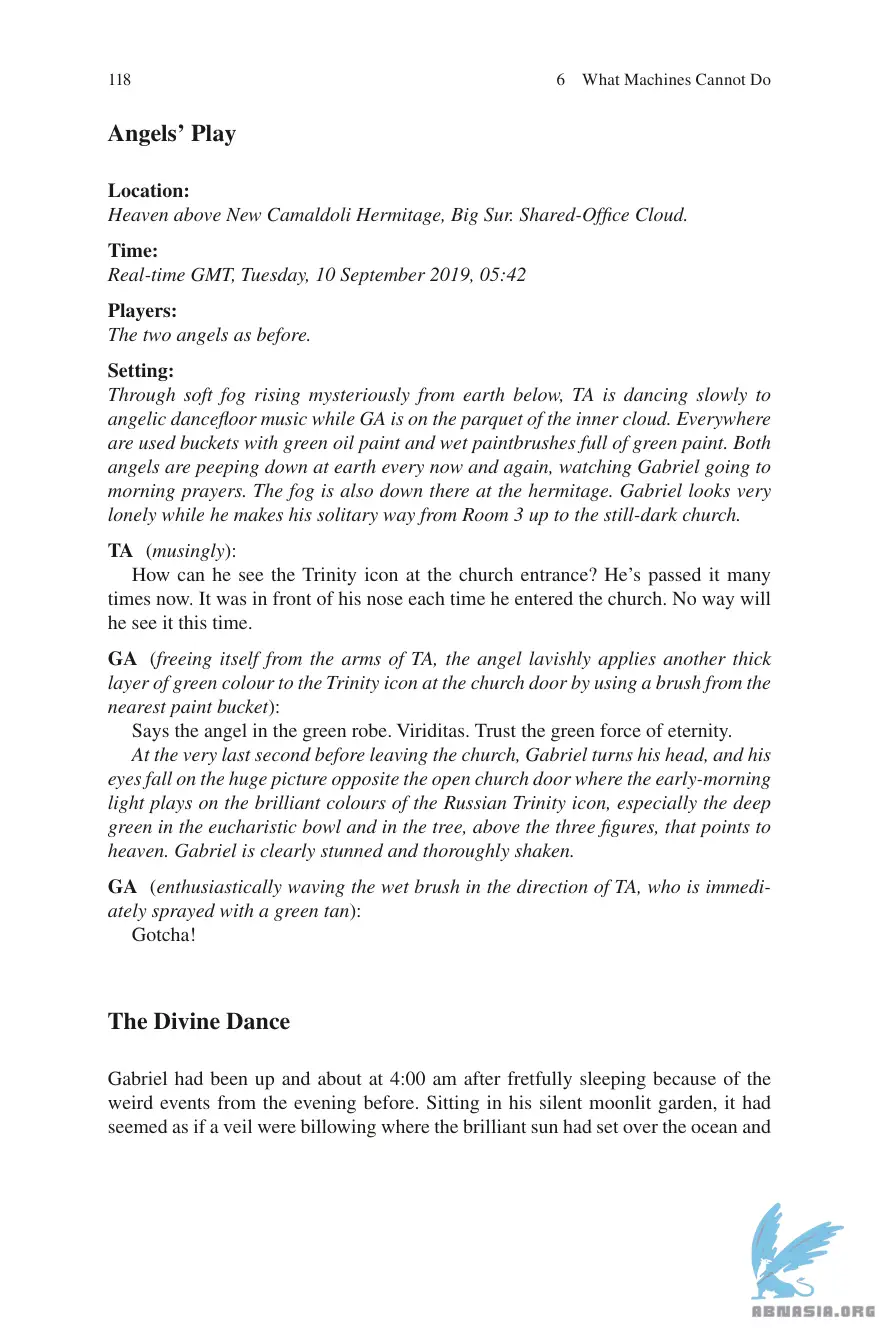 118
6 What Machines Cannot Do
Angels’ Play
Location:
Heaven above New Camaldoli Hermitage, Big Sur. Shared-Office Cloud.
Time:
Real-time GMT, Tuesday, 10 September 2019, 05:42
Players:
The two angels as before.
Setting:
Through soft fog rising mysteriously from earth below, TA is dancing slowly to
angelic dancefloor music while GA is on the parquet of the inner cloud. Everywhere
are used buckets with green oil paint and wet paintbrushes full of green paint. Both
angels are peeping down at earth every now and again, watching Gabriel going to
morning prayers. The fog is also down there at the hermitage. Gabriel looks very
lonely while he makes his solitary way from Room 3 up to the still-dark church.
TA (musingly):
How can he see the Trinity icon at the church entrance? He’s passed it many
times now. It was in front of his nose each time he entered the church. No way will
he see it this time.
GA (freeing itself from the arms of TA, the angel lavishly applies another thick
layer of green colour to the Trinity icon at the church door by using a brush from the
nearest paint bucket):
Says the angel in the green robe. Viriditas. Trust the green force of eternity.
At the very last second before leaving the church, Gabriel turns his head, and his
eyes fall on the huge picture opposite the open church door where the early-morning
light plays on the brilliant colours of the Russian Trinity icon, especially the deep
green in the eucharistic bowl and in the tree, above the three figures, that points to
heaven. Gabriel is clearly stunned and thoroughly shaken.
GA (enthusiastically waving the wet brush in the direction of TA, who is immedi-
ately sprayed with a green tan):
Gotcha!
The Divine Dance
Gabriel had been up and about at 4:00 am after fretfully sleeping because of the
weird events from the evening before. Sitting in his silent moonlit garden, it had
seemed as if a veil were billowing where the brilliant sun had set over the ocean and
ABNASIA.ORG